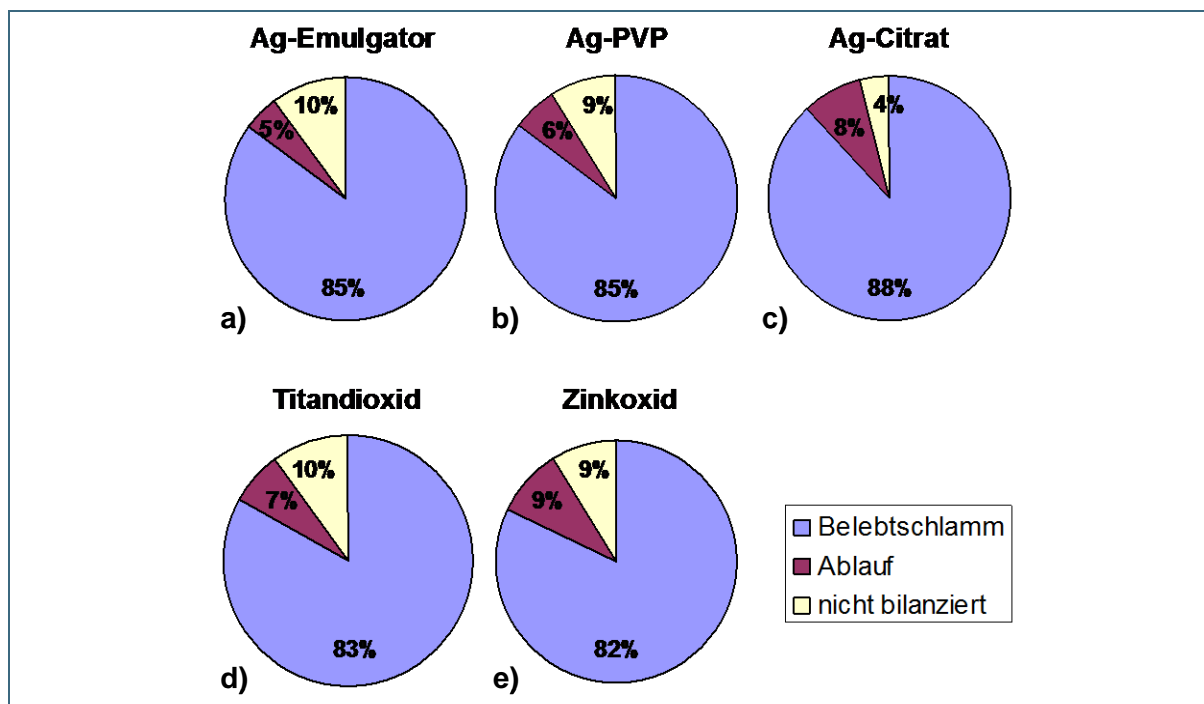 Ag-Emulgator
10%
5%
85%
a)
Ag-PVP
9%
6%
85%
b)
Ag-Citrat
4%
8%
88%
c)
Titandioxid
10%
7%
83%
d)
Zinkoxid
9%
9%
82%
e)
Belebtschlamm
Ablauf
nicht bilanziert